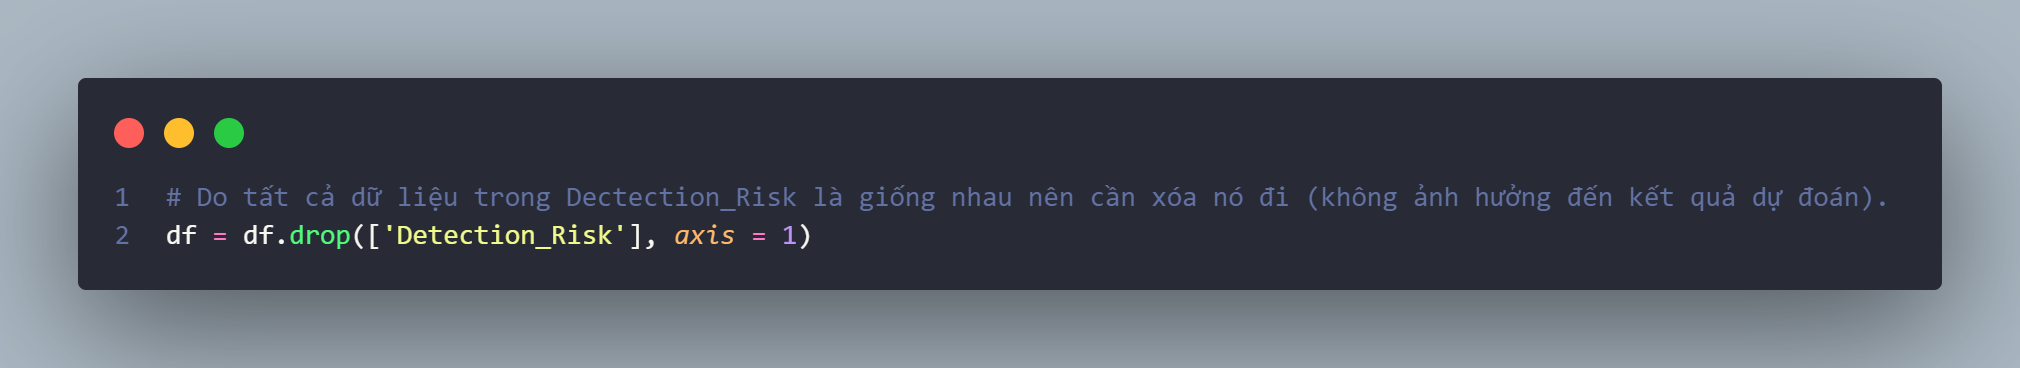 1 # Do tất cả dữ liệu trong Dectection_Risk là giống nhau nên cần xóa nó đi (không ảnh hưởng đến kết quả dự đoán).
2 df = df.drop(['Detection_Risk'], axis = 1)